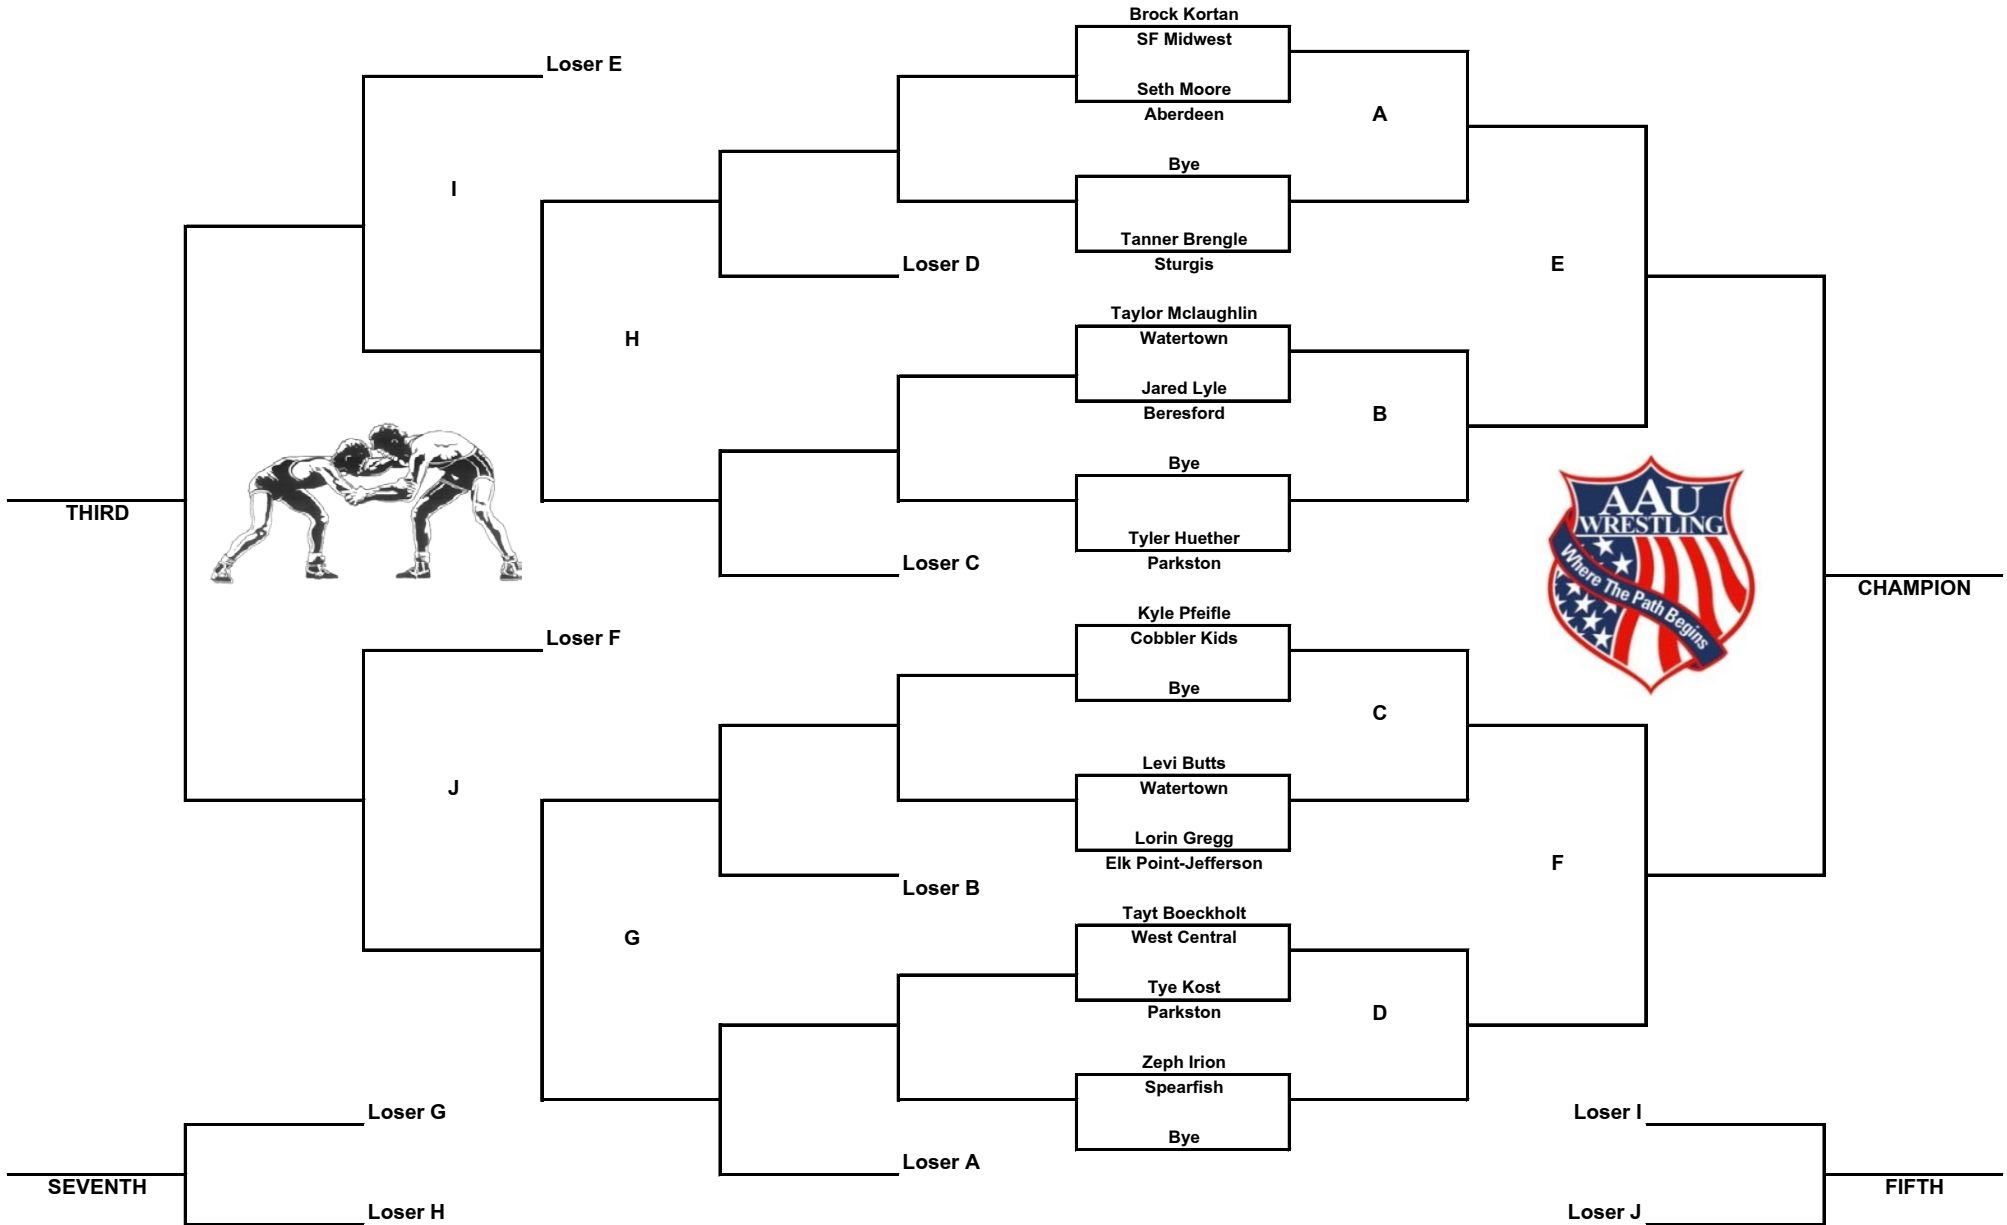 Brock Kortan
SF Midwest
Loser E
Seth Moore
A
Aberdeen
Bye
I
Tanner Brengle
Loser D
Sturgis
E
Taylor Mclaughlin
H
Watertown
Jared Lyle
B
Beresford
Bye
AAU
WRESTLING
Where The Path Begins
THIRD
Tyler Huether
Loser C
Parkston
CHAMPION
Kyle Pfeifle
Loser F
Cobbler Kids
Bye
C
Levi Butts
J
Watertown
Lorin Gregg
Elk Point-Jefferson
F
Loser B
Tayt Boeckholt
G
West Central
Tye Kost
Parkston
D
Zeph Irion
Spearfish
Loser G
Loser I
Bye
Loser A
SEVENTH
FIFTH
Loser H
Loser J